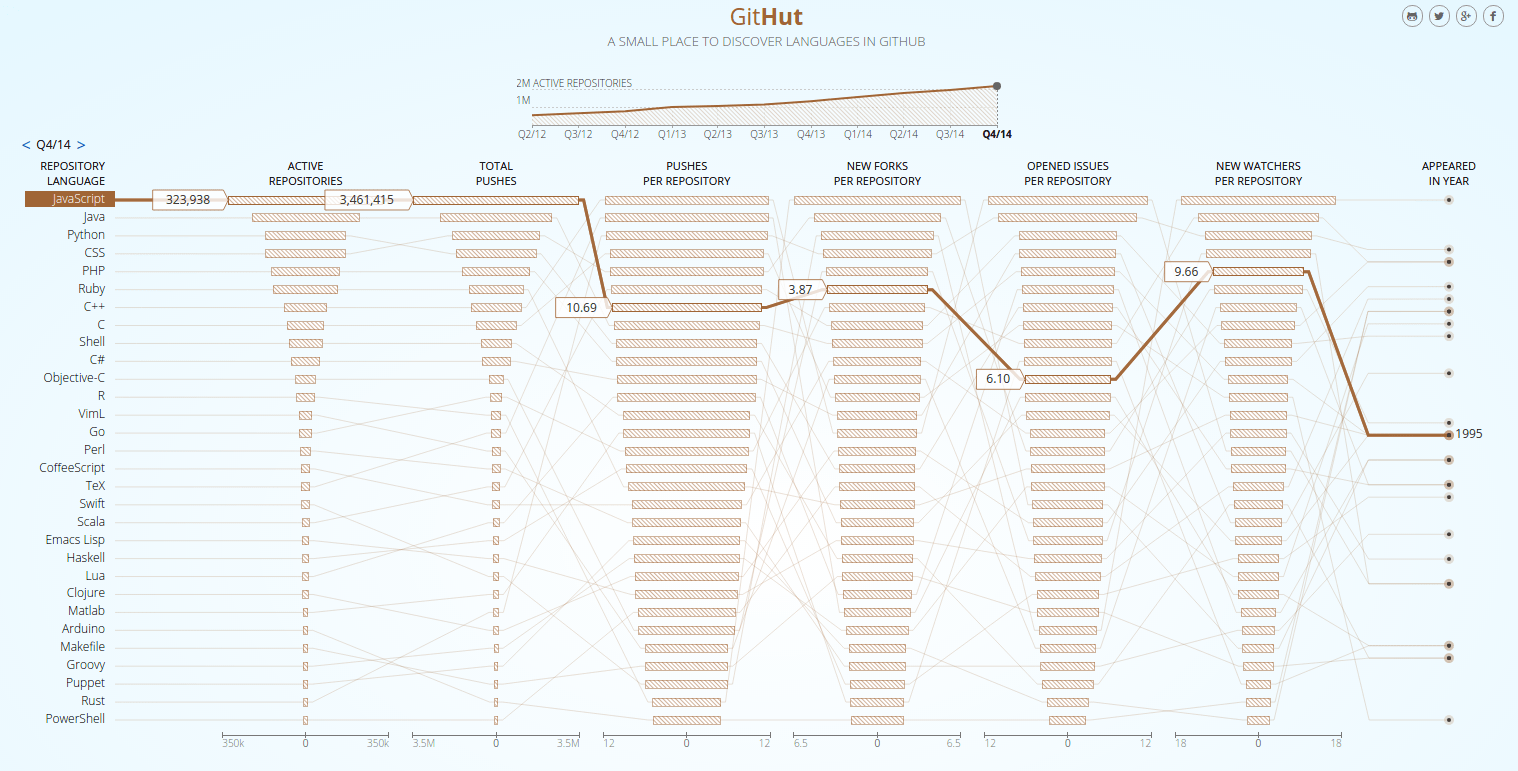 GitHut
A SMALL PLACE TO DISCOVER LANGUAGES IN GITHUB
2M ACTIVE REPOSITORIES
1M
Q2/12 Q3/12 Q4/12 Q1/13 Q2/13 Q3/13 Q4/13 Q1/14 Q2/14 Q3/14 Q4/14
< Q4/14 >
REPOSITORY LANGUAGE
ACTIVE REPOSITORIES
TOTAL PUSHES
PUSHES PER REPOSITORY
NEW FORKS PER REPOSITORY
OPENED ISSUES PER REPOSITORY
NEW WATCHERS PER REPOSITORY
APPEARED IN YEAR
JavaScript 323,938 3,461,415
Java
Python
CSS
PHP 9.66
Ruby 3.87
C++ 10.69
C
Shell
C#
Objective-C 6.10
R
VimL
Go 1995
Perl
CoffeeScript
TeX
Swift
Scala
Emacs Lisp
Haskell
Lua
Clojure
Matlab
Arduino
Makefile
Groovy
Puppet
Rust
PowerShell
350k 0 350k 3.5M 0 3.5M 12 0 12 6.5 0 6.5 12 0 12 18 0 18